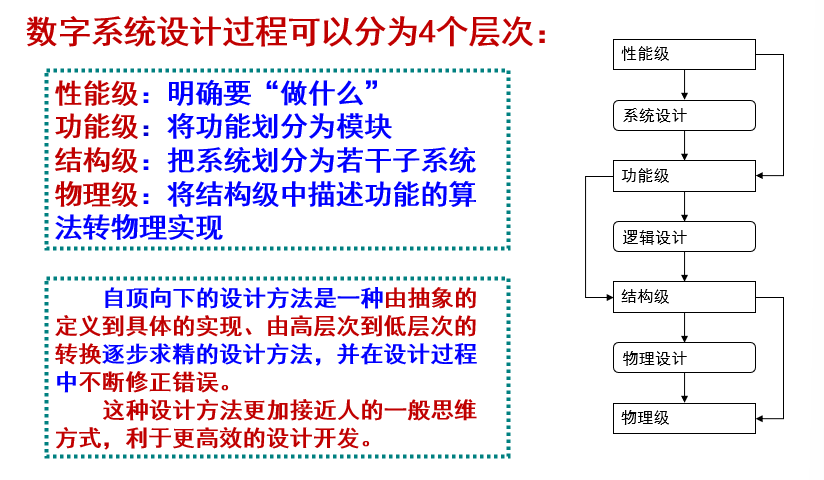 数字系统设计过程可以分为4个层次：
性能级：明确要“做什么”
功能级：将功能划分为模块
结构级：把系统划分为若干子系统
物理级：将结构级中描述功能的算
法转物理实现
自顶向下的设计方法是一种由抽象的
定义到具体的实现、由高层次到低层次的
转换逐步求精的设计方法，并在设计过程
中不断修正错误。
这种设计方法更加接近人的一般思维
方式，利于更高效的设计开发。
性能级
系统设计
功能级
逻辑设计
结构级
物理设计
物理级